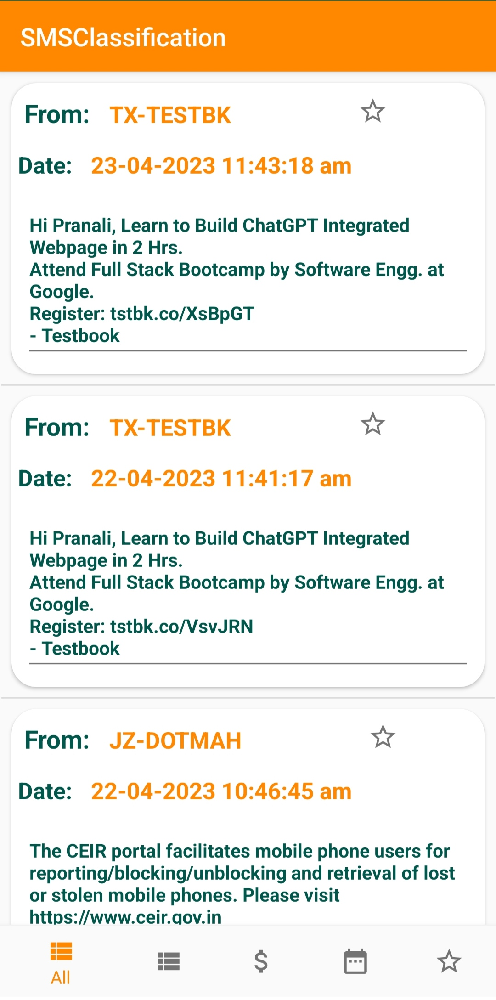 SMSClassification
From: TX-TESTBK
Date: 23-04-2023 11:43:18 am
Hi Pranali, Learn to Build ChatGPT Integrated
Webpage in 2 Hrs.
Attend Full Stack Bootcamp by Software Engg. at
Google.
Register: tstbk.co/XsBpGT
- Testbook
From: TX-TESTBK
Date: 22-04-2023 11:41:17 am
Hi Pranali, Learn to Build ChatGPT Integrated
Webpage in 2 Hrs.
Attend Full Stack Bootcamp by Software Engg. at
Google.
Register: tstbk.co/VsvJRN
- Testbook
From: JZ-DOTMAH
Date: 22-04-2023 10:46:45 am
The CEIR portal facilitates mobile phone users for
reporting/blocking/unblocking and retrieval of lost
or stolen mobile phones. Please visit
https://www.ceir.gov.in
All